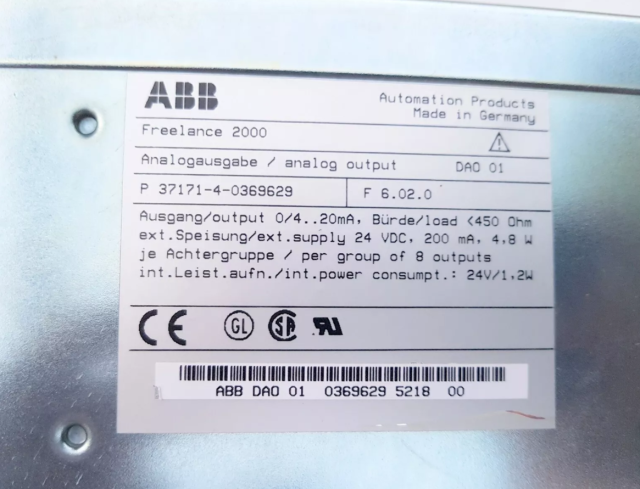 ABB
Automation Products
Made in Germany
Freelance 2000
Analogausgabe / analog output DAO 01
P 37171-4-0369629 F 6.02.0
Ausgang/output 0/4..20mA, Bürde/load <450 Ohm
ext.Speisung/ext.supply 24 VDC, 200 mA, 4,8 W
je Achtergruppe / per group of 8 outputs
int.Leist.aufn./int.power consumpt.: 24V/1,2W
CE GL SA RU
ABB DAO 01 0369629 5218 00